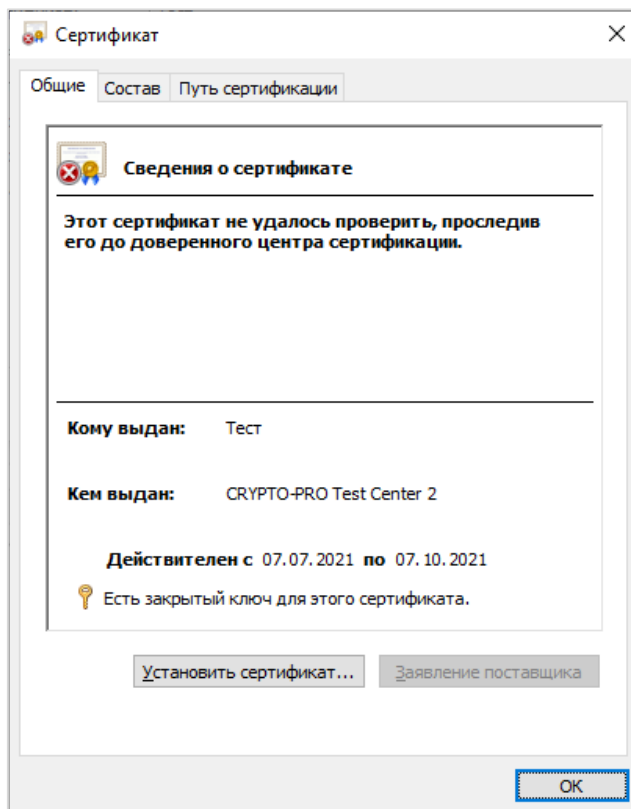 Сертификат
Общие Состав Путь сертификации
Сведения о сертификате
Этот сертификат не удалось проверить, проследив
его до доверенного центра сертификации.
Кому выдан: Тест
Кем выдан: CRYPTO-PRO Test Center 2
Действителен с 07.07.2021 по 07.10.2021
Есть закрытый ключ для этого сертификата.
Установить сертификат... Заявление поставщика
ОК